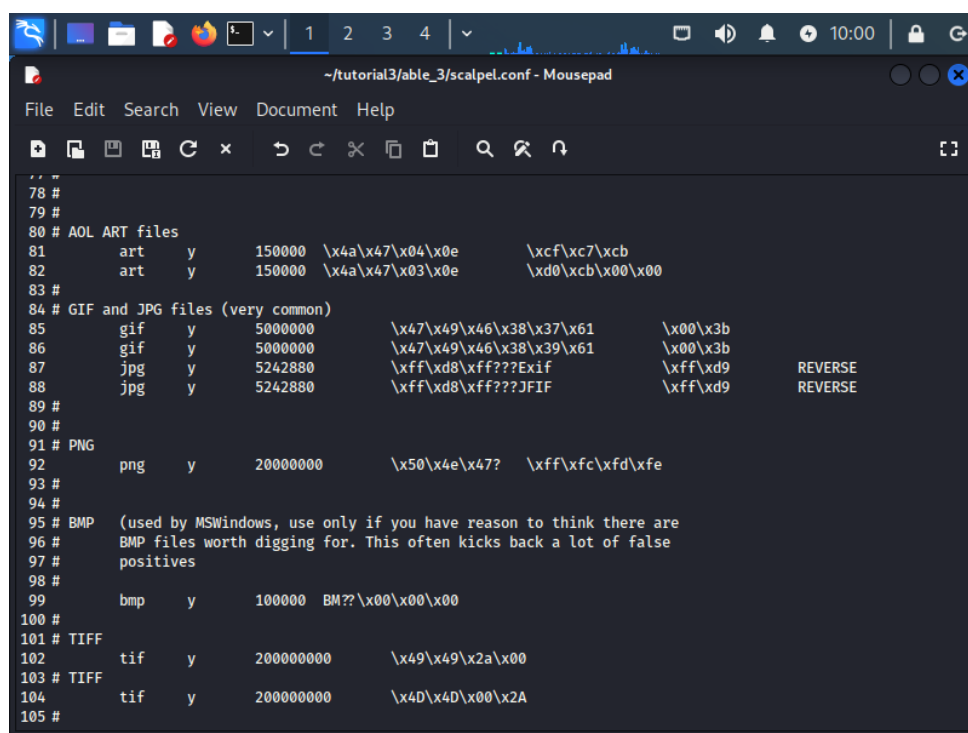 1 2 3 4 10:00
~/tutorial3/able_3/scalpel.conf - Mousepad
File Edit Search View Document Help
77 #
78 #
79 #
80 # AOL ART files
81 art y 150000 \x4a\x47\x04\x0e \xcf\xc7\xcb
82 art y 150000 \x4a\x47\x03\x0e \xd0\xcb\x00\x00
83 #
84 # GIF and JPG files (very common)
85 gif y 5000000 \x47\x49\x46\x38\x37\x61 \x00\x3b
86 gif y 5000000 \x47\x49\x46\x38\x39\x61 \x00\x3b
87 jpg y 5242880 \xff\xd8\xff???Exif \xff\xd9 REVERSE
88 jpg y 5242880 \xff\xd8\xff???JFIF \xff\xd9 REVERSE
89 #
90 #
91 # PNG
92 png y 20000000 \x50\x4e\x47? \xff\xfc\xfd\xfe
93 #
94 #
95 # BMP (used by MSWindows, use only if you have reason to think there are
96 # BMP files worth digging for. This often kicks back a lot of false
97 # positives
98 #
99 bmp y 100000 BM??\x00\x00\x00
100 #
101 # TIFF
102 tif y 200000000 \x49\x49\x2a\x00
103 # TIFF
104 tif y 200000000 \x4D\x4D\x00\x2A
105 #